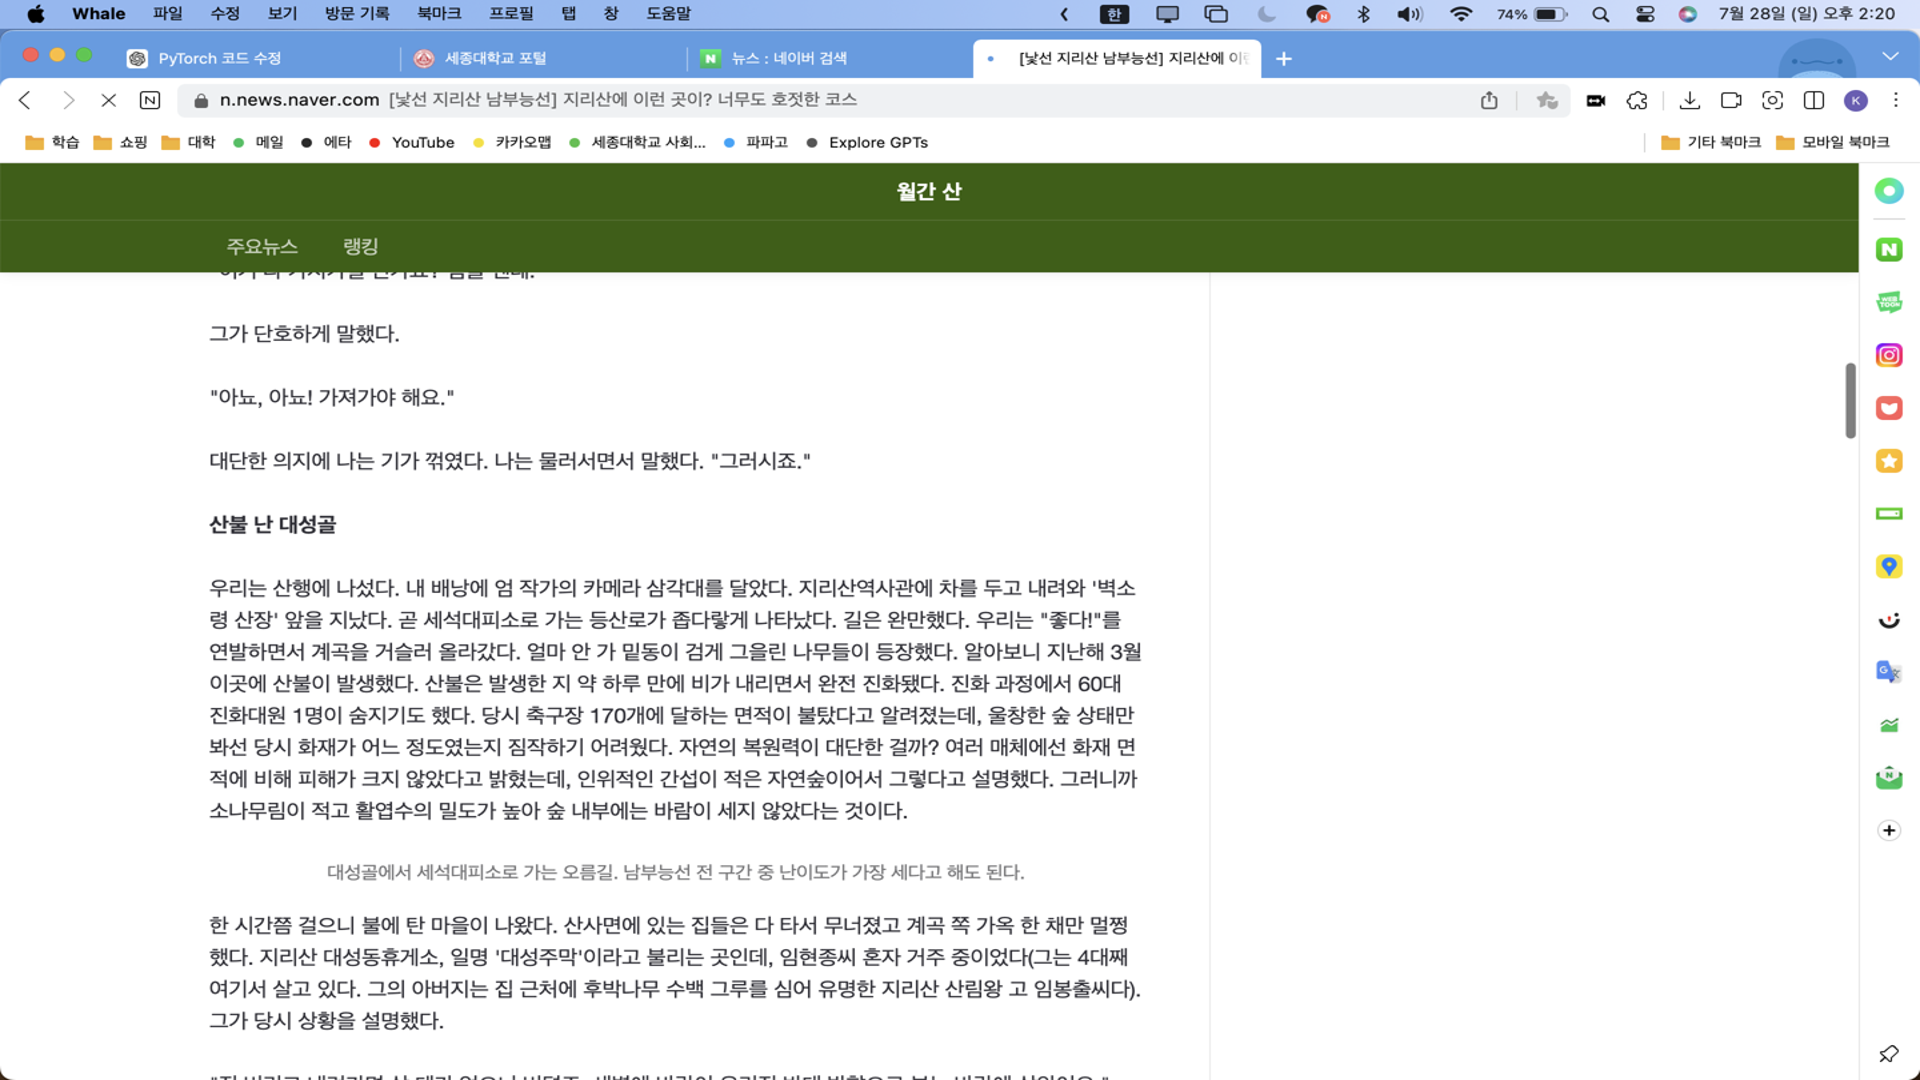 Whale 파일 수정 보기 방문 기록 북마크 프로필 탭 창 도움말 한 N 74% 7월 28일 (일) 오후 2:20
PyTorch 코드 수정 세종대학교 포털 N 뉴스 : 네이버 검색 [낯선 지리산 남부능선] 지리산에 이런
N n.news.naver.com [낯선 지리산 남부능선] 지리산에 이런 곳이? 너무도 호젓한 코스 K
학습 쇼핑 대학 메일 에타 YouTube 카카오맵 세종대학교 사회... 파파고 Explore GPTs 기타 북마크 모바일 북마크
월간 산
주요뉴스 랭킹
그가 단호하게 말했다.
"아뇨, 아뇨! 가져가야 해요."
대단한 의지에 나는 기가 꺾였다. 나는 물러서면서 말했다. "그러시죠."
산불 난 대성골
우리는 산행에 나섰다. 내 배낭에 엄 작가의 카메라 삼각대를 달았다. 지리산역사관에 차를 두고 내려와 '벽소
령 산장' 앞을 지났다. 곧 세석대피소로 가는 등산로가 좁다랗게 나타났다. 길은 완만했다. 우리는 "좋다!"를
연발하면서 계곡을 거슬러 올라갔다. 얼마 안 가 밑동이 검게 그을린 나무들이 등장했다. 알아보니 지난해 3월
이곳에 산불이 발생했다. 산불은 발생한 지 약 하루 만에 비가 내리면서 완전 진화됐다. 진화 과정에서 60대
진화대원 1명이 숨지기도 했다. 당시 축구장 170개에 달하는 면적이 불탔다고 알려졌는데, 울창한 숲 상태만
봐선 당시 화재가 어느 정도였는지 짐작하기 어려웠다. 자연의 복원력이 대단한 걸까? 여러 매체에선 화재 면
적에 비해 피해가 크지 않았다고 밝혔는데, 인위적인 간섭이 적은 자연숲이어서 그렇다고 설명했다. 그러니까
소나무림이 적고 활엽수의 밀도가 높아 숲 내부에는 바람이 세지 않았다는 것이다.
대성골에서 세석대피소로 가는 오름길. 남부능선 전 구간 중 난이도가 가장 세다고 해도 된다.
한 시간쯤 걸으니 불에 탄 마을이 나왔다. 산사면에 있는 집들은 다 타서 무너졌고 계곡 쪽 가옥 한 채만 멀쩡
했다. 지리산 대성동휴게소, 일명 '대성주막'이라고 불리는 곳인데, 임현종씨 혼자 거주 중이었다(그는 4대째
여기서 살고 있다. 그의 아버지는 집 근처에 후박나무 수백 그루를 심어 유명한 지리산 산림왕 고 임봉출씨다).
그가 당시 상황을 설명했다.
N
WEB TOON